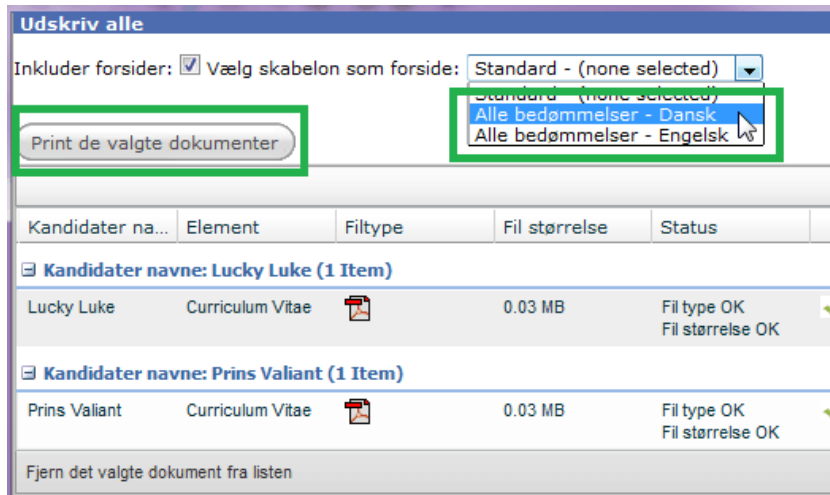 Udskriv alle
Inkluder forsider: Vælg skabelon som forside: Standard - (none selected)
Standard - (none selected)
Alle bedømmelser - Dansk
Alle bedømmelser - Engelsk
Print de valgte dokumenter
Kandidater na... Element Filtype Fil størrelse Status
Kandidater navne: Lucky Luke (1 Item)
Lucky Luke Curriculum Vitae 0.03 MB Fil type OK
Fil størrelse OK
Kandidater navne: Prins Valiant (1 Item)
Prins Valiant Curriculum Vitae 0.03 MB Fil type OK
Fil størrelse OK
Fjern det valgte dokument fra listen